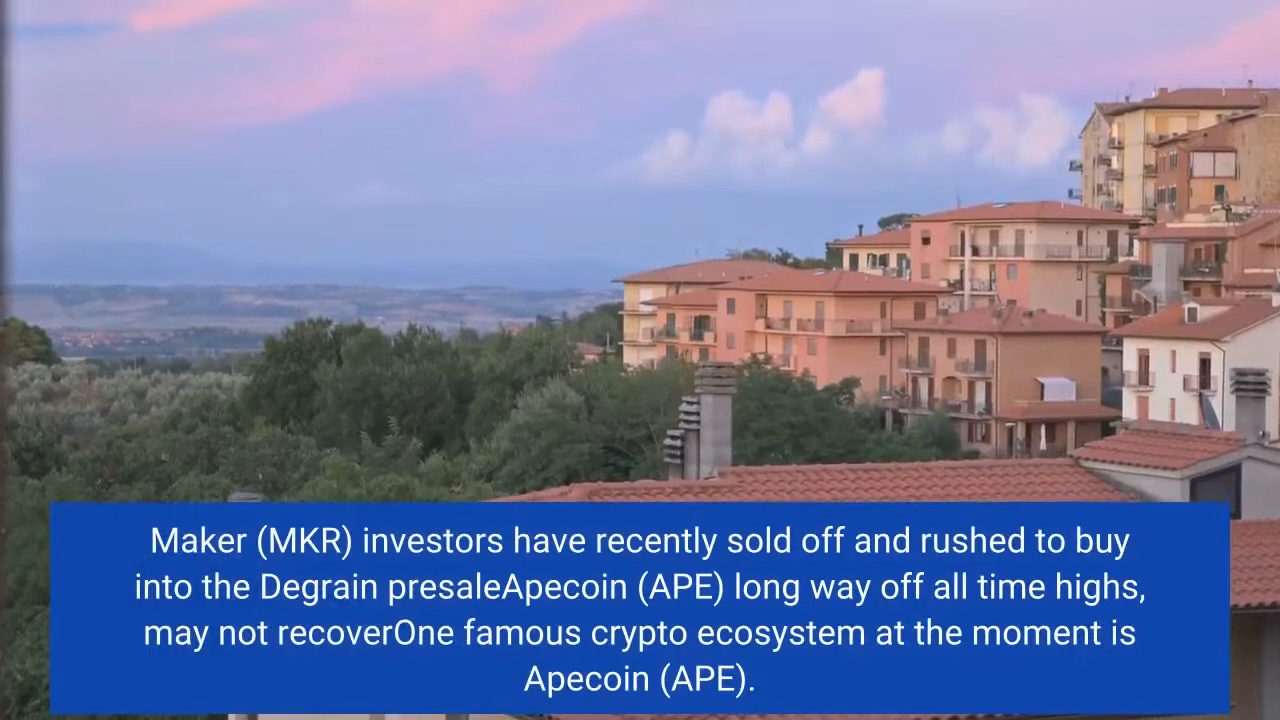 Maker (MKR) investors have recently sold off and rushed to buy
into the Degrain presaleApecoin (APE) long way off all time highs,
may not recoverOne famous crypto ecosystem at the moment is
Apecoin (APE).